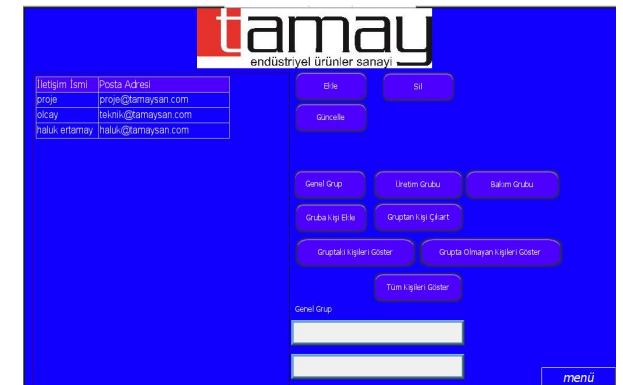 tamay
endüstriyel ürünler sanayi
İletişim İsmi Posta Adresi
proje proje@tamaysan.com
olcay teknik@tamaysan.com
haluk ertamay haluk@tamaysan.com
Ekle Sil
Güncelle
Genel Grup Üretim Grubu Bakım Grubu
Gruba Kişi Ekle Gruptan Kişi Çıkart
Gruptaki Kişileri Göster Grupta Olmayan Kişileri Göster
Tüm Kişileri Göster
Genel Grup
menü